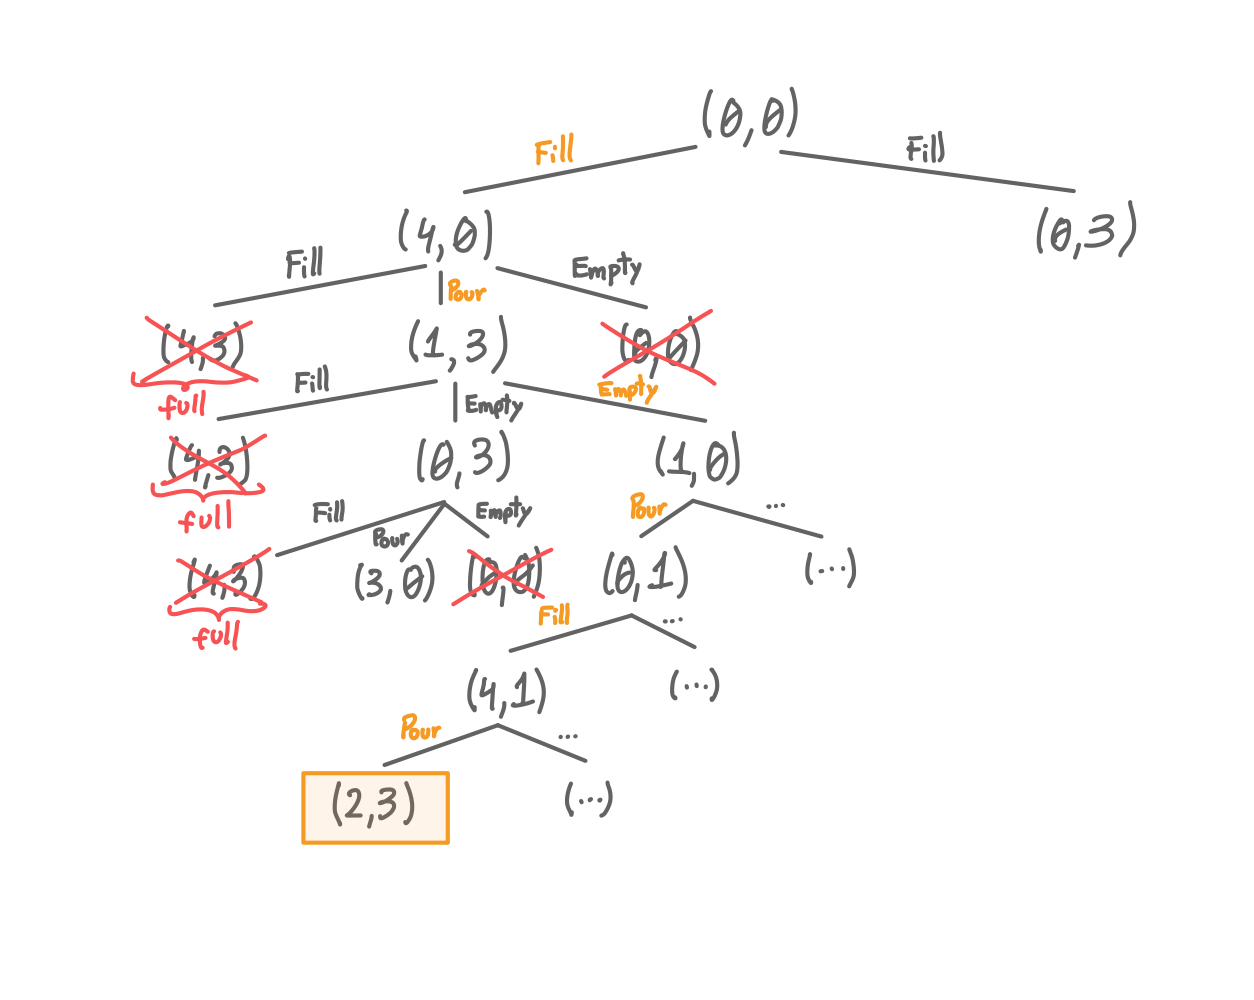 (0,0)
Fill Fill
(4,0) (0,3)
Fill Pour Empty
(4,3) (1,3) (0,0)
full
Fill Empty Empty
(4,3) (0,3) (1,0)
full
Fill Pour Empty Pour ...
(4,3) (3,0) (0,0) (0,1) (...)
full
Fill ...
(4,1) (...)
Pour ...
(2,3) (...)